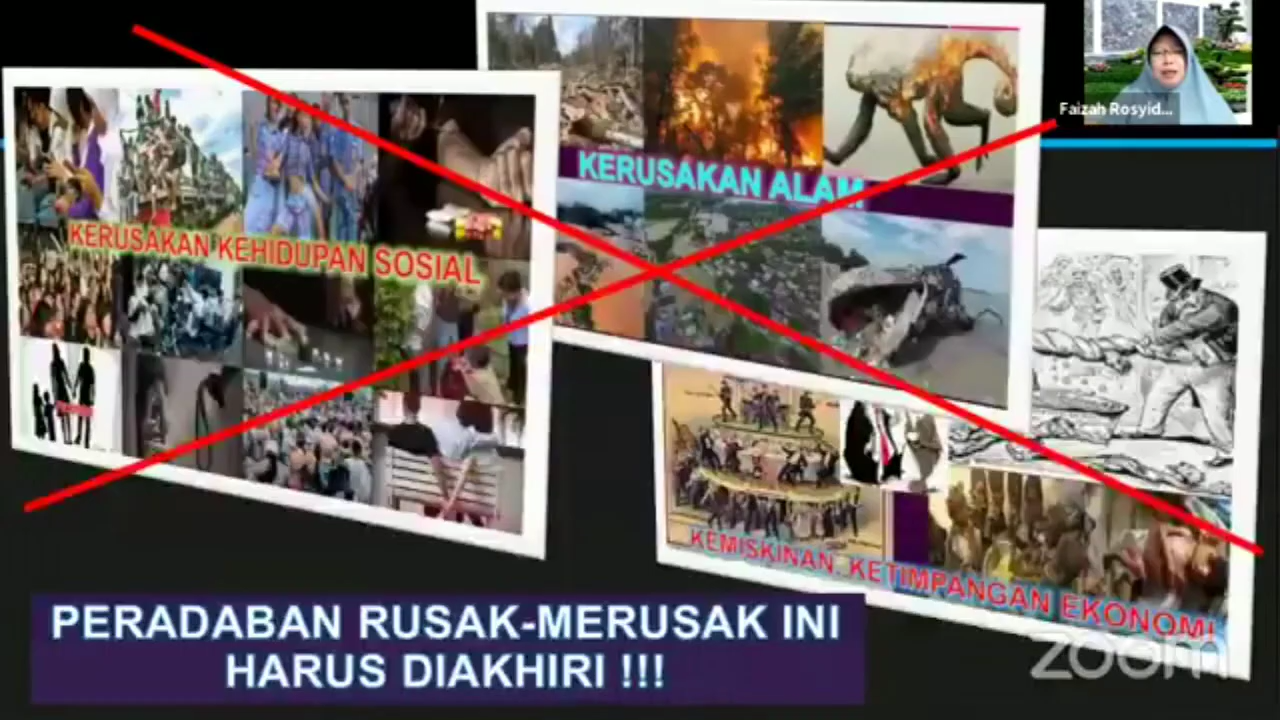 Faizah Rosyid...
KERUSAKAN ALAM
KERUSAKAN KEHIDUPAN SOSIAL
KEMISKINAN, KETIMPANGAN EKONOMI
PERADABAN RUSAK-MERUSAK INI
HARUS DIAKHIRI !!!
zoom